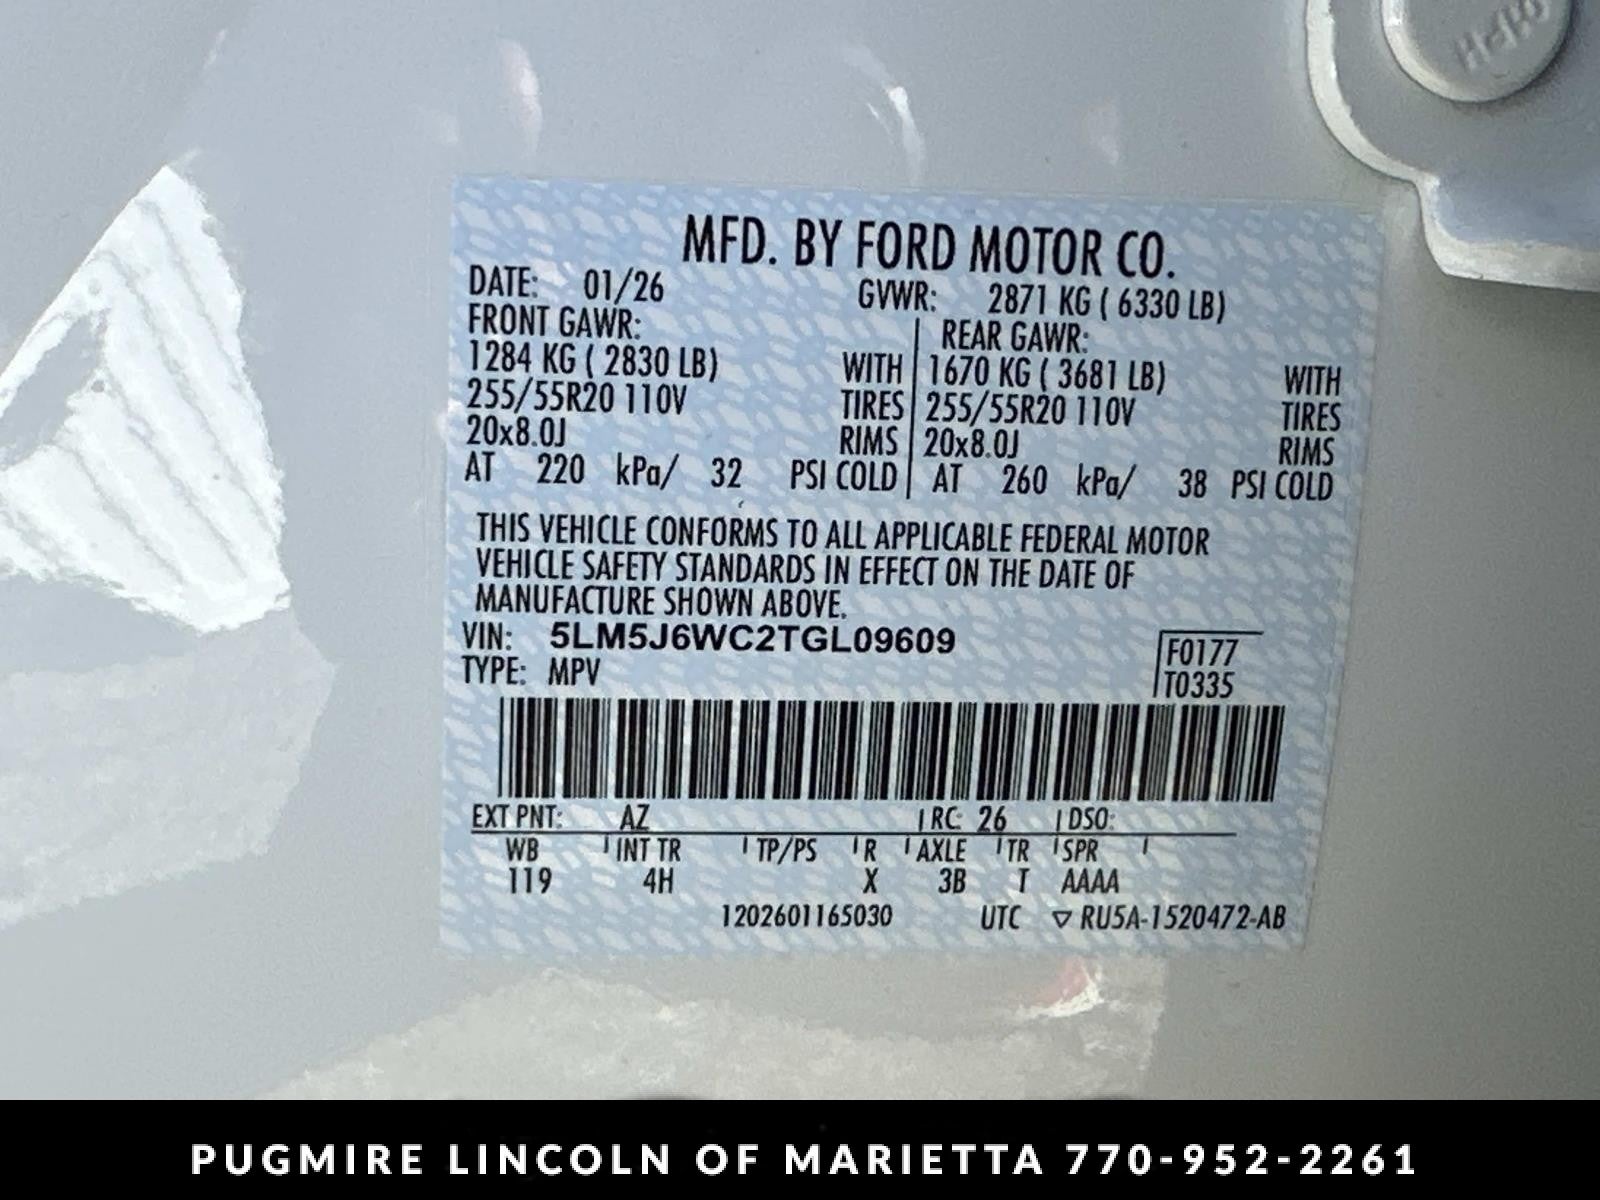 MFD. BY FORD MOTOR CO.
DATE: 01/26 GVWR: 2871 KG ( 6330 LB)
FRONT GAWR: REAR GAWR:
1284 KG ( 2830 LB) WITH 1670 KG ( 3681 LB) WITH
255/55R20 110V TIRES 255/55R20 110V TIRES
20x8.0J RIMS 20x8.0J RIMS
AT 220 kPa/ 32 PSI COLD AT 260 kPa/ 38 PSI COLD
THIS VEHICLE CONFORMS TO ALL APPLICABLE FEDERAL MOTOR
VEHICLE SAFETY STANDARDS IN EFFECT ON THE DATE OF
MANUFACTURE SHOWN ABOVE.
VIN: 5LM5J6WC2TGL09609
F0177
TYPE: MPV
T0335
EXT PNT: AZ RC: 26 DSO:
WB INT TR TP/PS R AXLE TR SPR
119 4H X 3B T AAAA
1202601165030 UTC ▽ RU5A-1520472-AB
PUGMIRE LINCOLN OF MARIETTA 770-952-2261